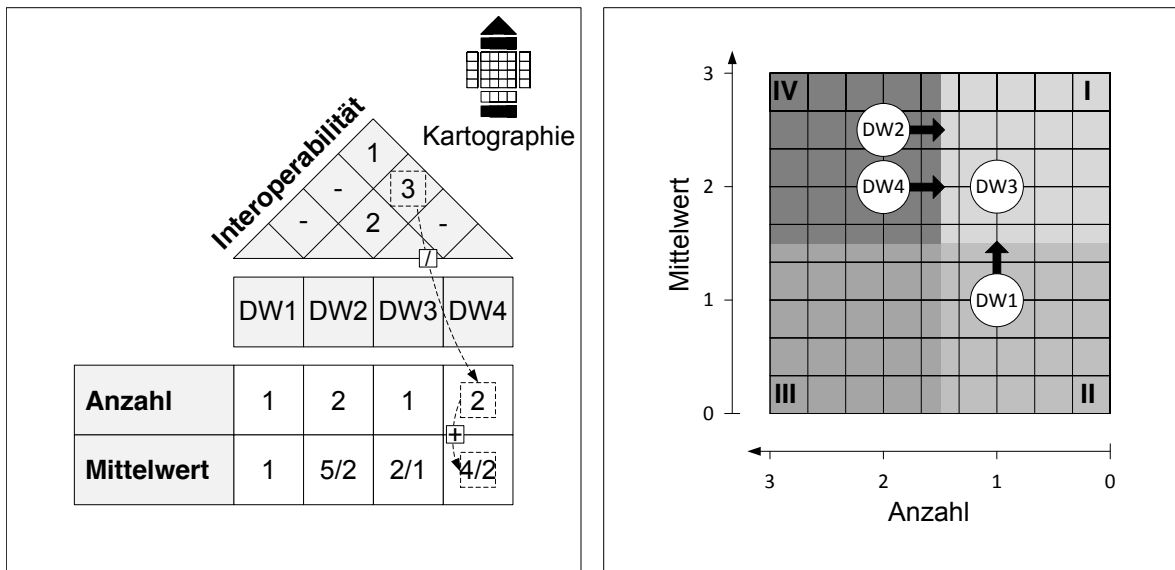 Kartographie
Interoperabilität
1
- 3
- 2 -
/
DW1 DW2 DW3 DW4
Anzahl 1 2 1 2
+
Mittelwert 1 5/2 2/1 4/2
3
IV I
DW2
2
DW4 DW3
Mittelwert
1
DW1
III II
0
3 2 1 0
Anzahl